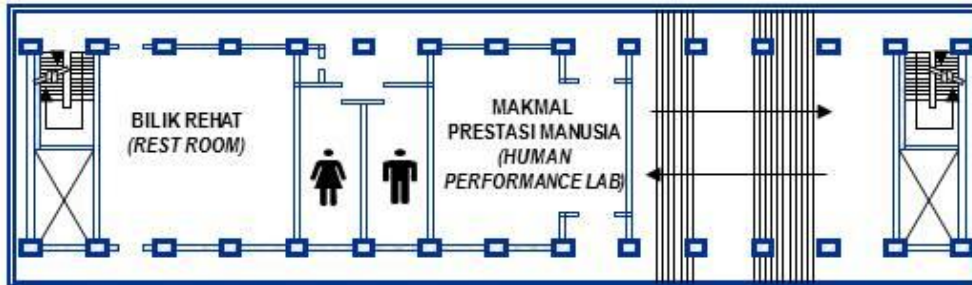 BILIK REHAT
(REST ROOM)
MAKMAL
PRESTASI MANUSIA
(HUMAN
PERFORMANCE LAB)